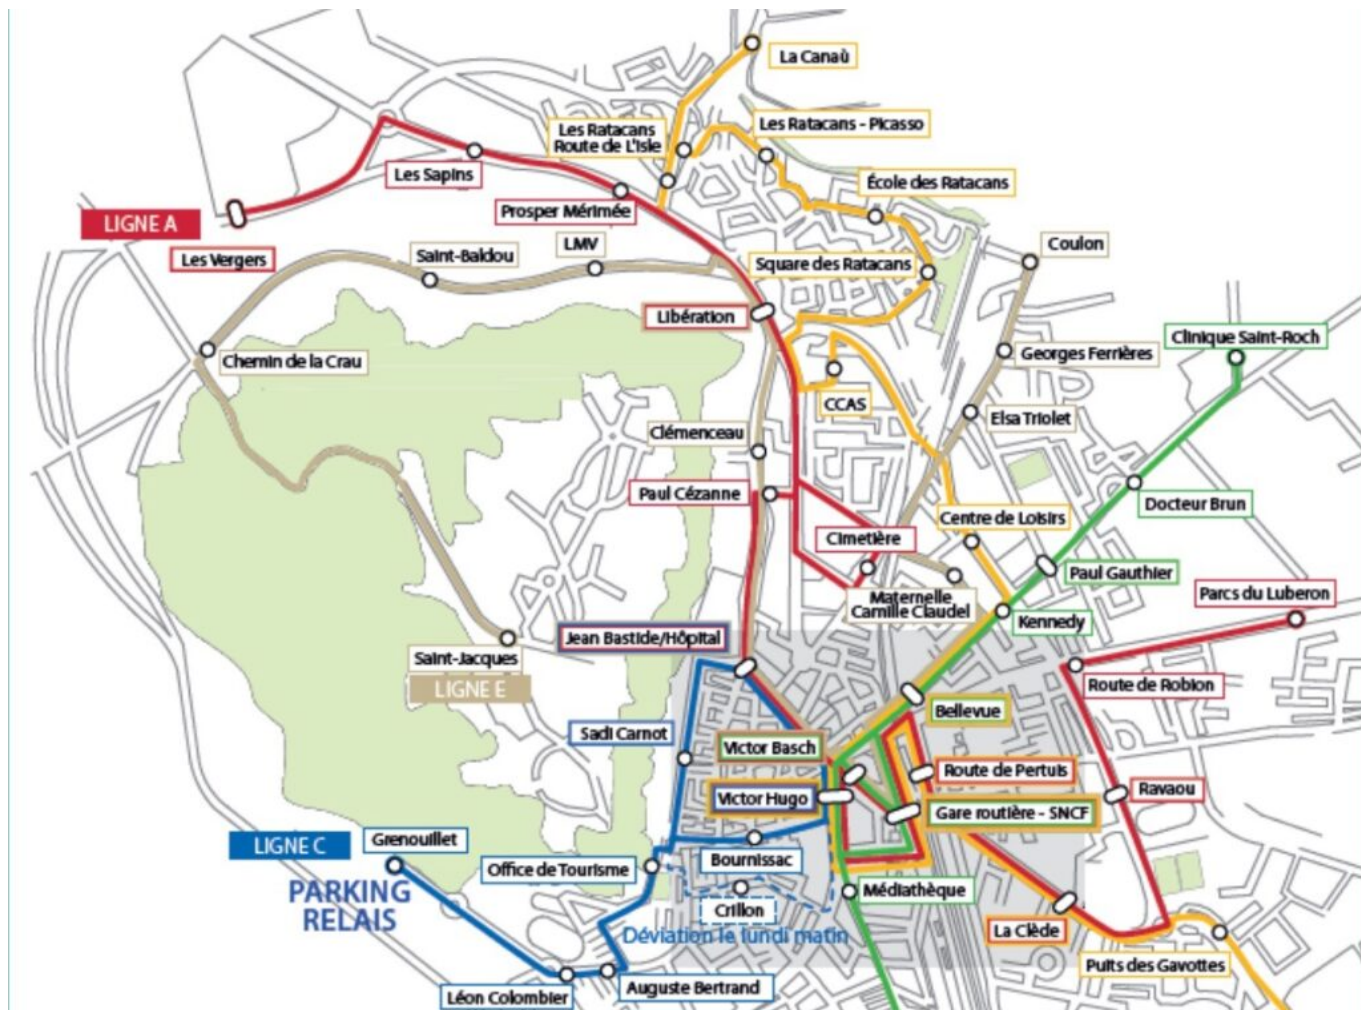 La Canaù
Les Ratacans
Route de L'Isle
Les Ratacans - Picasso
Les Sapins
École des Ratacans
Prosper Mérimée
LIGNE A
Les Vergers
Saint-Baldou
LMV
Square des Ratacans
Coulon
Libération
Clinique Saint-Roch
Chemin de la Crau
Georges Ferrières
CCAS
Elsa Triolet
Clémenceau
Paul Cézanne
Docteur Brun
Centre de Loisirs
Cimetière
Paul Gauthier
Maternelle
Camille Claudel
Parcs du Luberon
Kennedy
Jean Bastide/Hôpital
Saint-Jacques
LIGNE E
Route de Robion
Bellevue
Sadi Carnot
Victor Basch
Route de Pertuis
Ravaou
Victor Hugo
Gare routière - SNCF
LIGNE C
Grenouillet
PARKING
RELAIS
Office de Tourisme
Bournissac
Médiathèque
Crillon
Déviation le lundi matin
La Clède
Puits des Gavottes
Auguste Bertrand
Léon Colombier